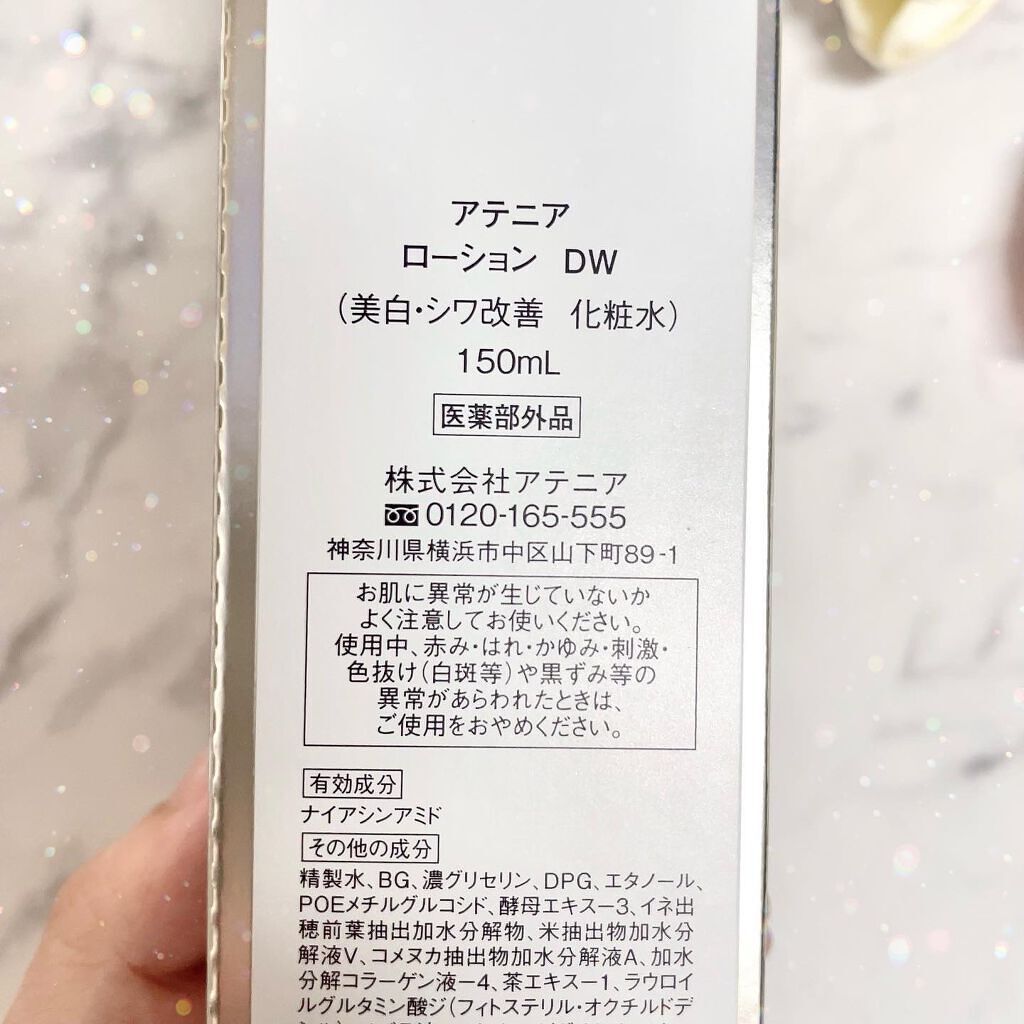 アテニア
ローション DW
（美白・シワ改善 化粧水）
150mL
医薬部外品
株式会社アテニア
0120-165-555
神奈川県横浜市中区山下町89-1
お肌に異常が生じていないか
よく注意してお使いください。
使用中、赤み・はれ・かゆみ・刺激・
色抜け（白斑等）や黒ずみ等の
異常があらわれたときは、
ご使用をおやめください。
有効成分
ナイアシンアミド
その他の成分
精製水、BG、濃グリセリン、DPG、エタノール、
POEメチルグルコシド、酵母エキス－3、イネ出
穂前葉抽出加水分解物、米抽出物加水分
解液V、コメヌカ抽出物加水分解液A、加水
分解コラーゲン液－4、茶エキス－1、ラウロイ
ルグルタミン酸ジ（フィトステリル・オクチルドデ